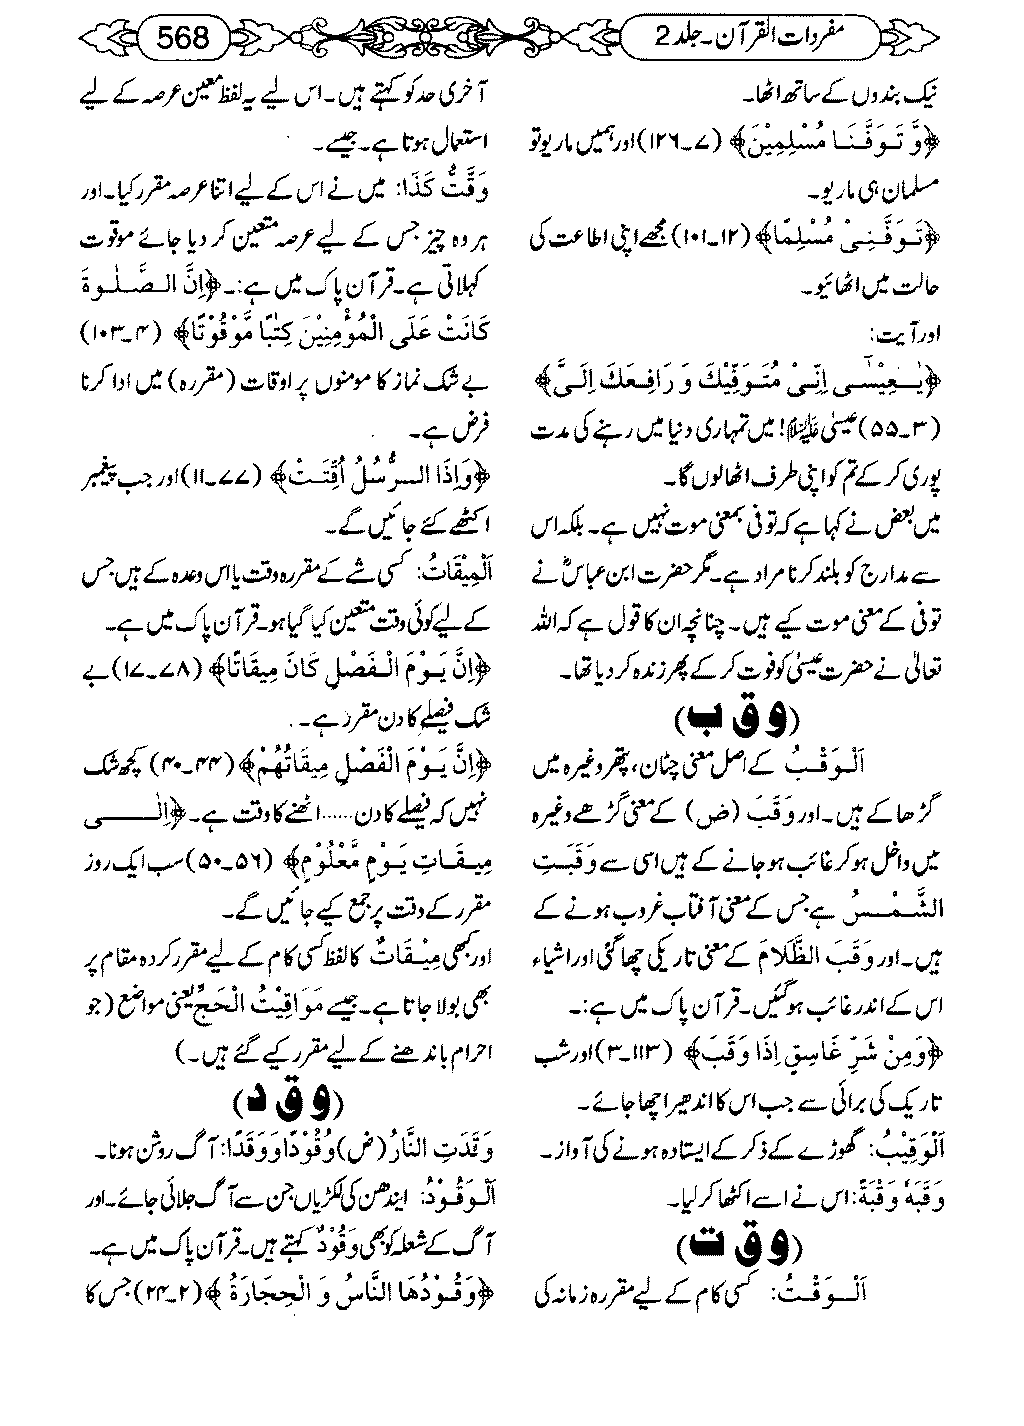 مفردات القرآن۔ جلد 2
568
نیک بندوں کے ساتھ اٹھا۔
﴿وَّ تَوَفَّنَا مُسْلِمِیْنَ﴾ (۷۔۱۲۶) اور ہمیں ماریو تو
مسلمان ہی ماریو۔
﴿تَوَفَّنِیْ مُسْلِمًا﴾ (۱۲۔۱۰۱) مجھے اپنی اطاعت کی
حالت میں اٹھائیو۔
اور آیت:
﴿یٰعِیْسٰٓی اِنِّیْ مُتَوَفِّیْكَ وَ رَافِعُكَ اِلَیَّ﴾
(۳۔۵۵) عیسیٰ علیہ السلام! میں تمہاری دنیا میں رہنے کی مدت
پوری کر کے تم کو اپنی طرف اٹھا لوں گا۔
میں بعض نے کہا ہے کہ توفی بمعنی موت نہیں ہے۔ بلکہ اس
سے مدارج کو بلند کرنا مراد ہے۔ مگر حضرت ابن عباسؓ نے
توفی کے معنی موت کیے ہیں۔ چنانچہ ان کا قول ہے کہ اللہ
تعالیٰ نے حضرت عیسیٰ کو فوت کر کے پھر زندہ کر دیا تھا۔
(و ق ب)
اَلْوَقْبُ کے اصل معنی چٹان، پتھر وغیرہ میں
گڑھا کے ہیں۔ اور وَقَبَ (ض) کے معنی گڑھے وغیرہ
میں داخل ہو کر غائب ہو جانے کے ہیں اسی سے وَقَبَتِ
الشَّمْسُ ہے جس کے معنی آفتاب غروب ہونے کے
ہیں۔ اور وَقَبَ الظَّلَامَ کے معنی تاریکی چھا گئی اور اشیاء
اس کے اندر غائب ہو گئیں۔ قرآن پاک میں ہے:۔
﴿وَمِنْ شَرِّ غَاسِقٍ اِذَا وَقَبَ﴾ (۱۱۳۔۳) اور شب
تاریک کی برائی سے جب اس کا اندھیرا چھا جائے۔
اَلْوَقِیْبُ: گھوڑے کے ذکر کے ایستادہ ہونے کی آواز۔
وَقَبَهٗ وَقْبَةً: اس نے اسے اکٹھا کر لیا۔
(و ق ت)
اَلْوَقْتُ: کسی کام کے لیے مقررہ زمانہ کی
آخری حد کو کہتے ہیں۔ اس لیے یہ لفظ معین عرصہ کے لیے
استعمال ہوتا ہے۔ جیسے۔
وَقَّتُّ كَذَا: میں نے اس کے لیے اتنا عرصہ مقرر کیا۔ اور
ہر وہ چیز جس کے لیے عرصہ متعین کر دیا جائے موقوت
کہلاتی ہے۔ قرآن پاک میں ہے:۔ ﴿اِنَّ الصَّلٰوةَ
كَانَتْ عَلَی الْمُؤْمِنِیْنَ كِتٰبًا مَّوْقُوْتًا﴾ (۴۔۱۰۳)
بے شک نماز کا مومنوں پر اوقات (مقررہ) میں ادا کرنا
فرض ہے۔
﴿وَاِذَا الرُّسُلُ اُقِّتَتْ﴾ (۷۷۔۱۱) اور جب پیغمبر
اکٹھے کئے جائیں گے۔
اَلْمِیْقَاتُ: کسی شے کے مقررہ وقت یا اس وعدہ کے ہیں جس
کے لیے کوئی وقت متعین کیا گیا ہو۔ قرآن پاک میں ہے۔
﴿اِنَّ یَوْمَ الْفَصْلِ كَانَ مِیْقَاتًا﴾ (۷۸۔۱۷) بے
شک فیصلے کا دن مقرر ہے۔
﴿اِنَّ یَوْمَ الْفَصْلِ مِیْقَاتُهُمْ﴾ (۴۴۔۴۰) کچھ شک
نہیں کہ فیصلے کا دن ...... اٹھنے کا وقت ہے۔ ﴿اِلٰی
مِیْقَاتِ یَوْمٍ مَّعْلُوْمٍ﴾ (۵۶۔۵۰) سب ایک روز
مقرر کے وقت پر جمع کیے جائیں گے۔
اور کبھی مِیْقَاتٌ کا لفظ کسی کام کے لیے مقرر کردہ مقام پر
بھی بولا جاتا ہے۔ جیسے مَوَاقِیْتُ الْحَجِّ یعنی مواضع (جو
احرام باندھنے کے لیے مقرر کیے گئے ہیں۔)
(و ق د)
وَقَدَتِ النَّارُ (ض) وُقُوْدًا وَوَقْدًا: آگ روشن ہونا۔
اَلْوَقُوْدُ: ایندھن کی لکڑیاں جن سے آگ جلائی جائے۔ اور
آگ کے شعلہ کو بھی وَقُوْدٌ کہتے ہیں۔ قرآن پاک میں ہے۔
﴿وَقُوْدُهَا النَّاسُ وَ الْحِجَارَةُ﴾ (۲۔۲۴) جس کا